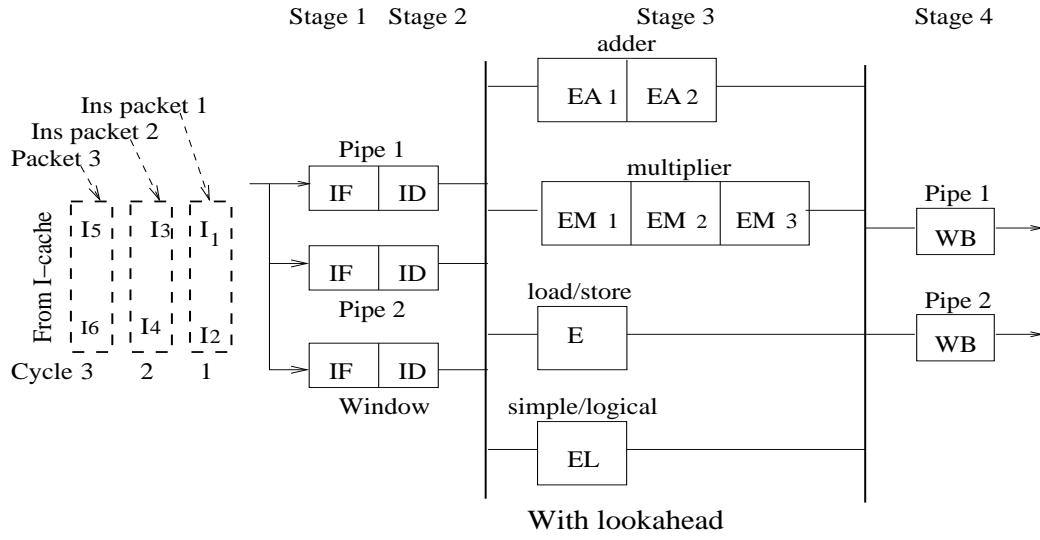 Stage 1 Stage 2 Stage 3 Stage 4
adder
EA 1 EA 2
Ins packet 1
Ins packet 2
Packet 3
Pipe 1
IF ID
multiplier
EM 1 EM 2 EM 3
Pipe 1
WB
From I-cache
I5 I3 I1
I6 I4 I2
Cycle 3 2 1
IF ID
Pipe 2
load/store
E
Pipe 2
WB
IF ID
Window
simple/logical
EL
With lookahead